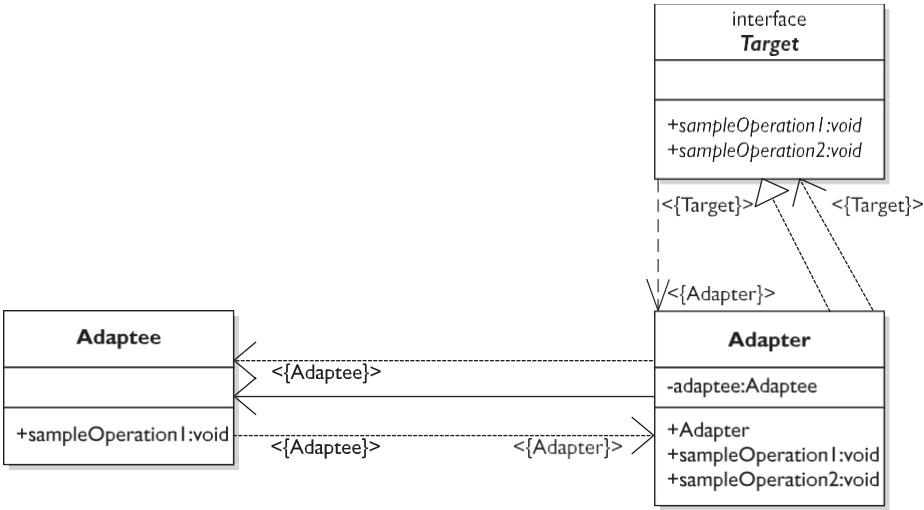 interface
Target
+sampleOperation1:void
+sampleOperation2:void
<{Target}>
<{Target}>
<{Adapter}>
Adaptee
+sampleOperation1:void
<{Adaptee}>
<{Adaptee}>
<{Adapter}>
Adapter
-adaptee:Adaptee
+Adapter
+sampleOperation1:void
+sampleOperation2:void